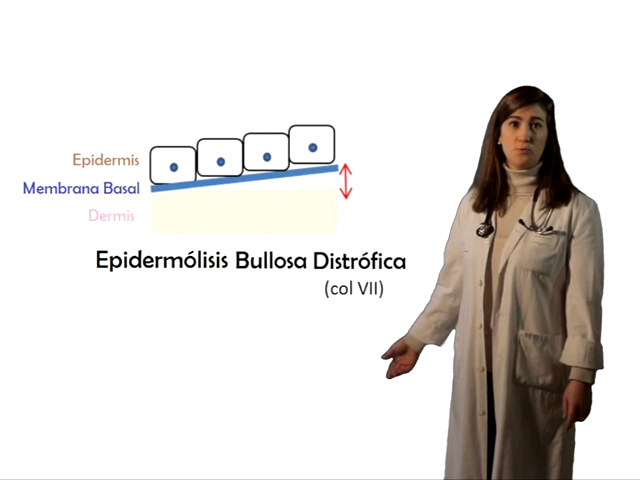 Epidermis
Membrana Basal
Dermis
Epidermólisis Bullosa Distrófica
(col VII)